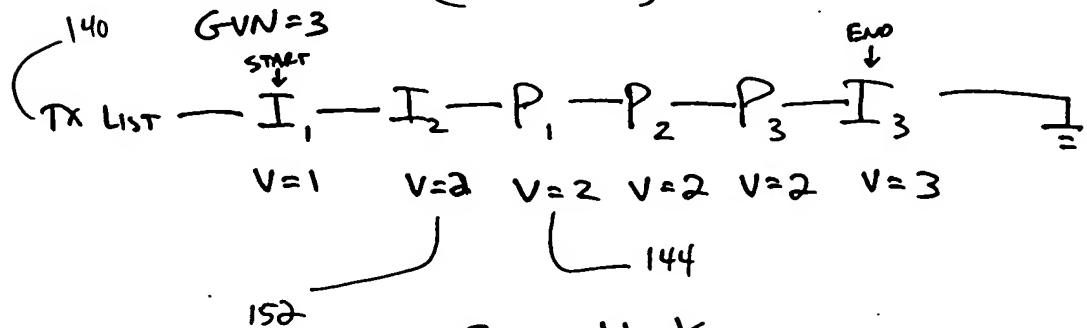 140 GVN=3
START END
TX LIST — I₁ — I₂ — P₁ — P₂ — P₃ — I₃
V=1 V=2 V=2 V=2 V=2 V=3
144
152